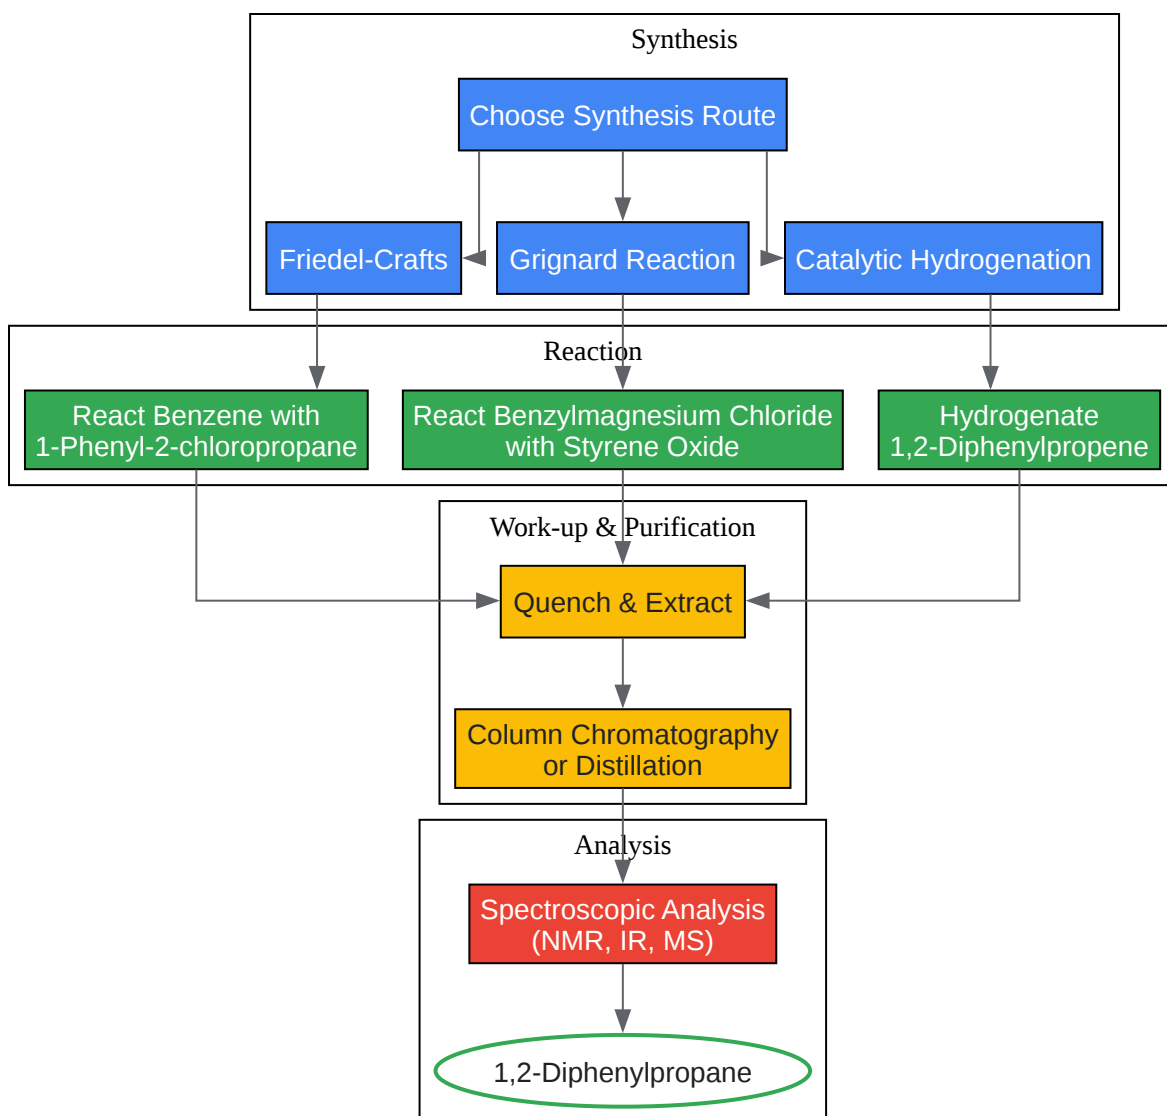 Synthesis
Choose Synthesis Route
Friedel-Crafts
Grignard Reaction
Catalytic Hydrogenation
Reaction
React Benzene with
1-Phenyl-2-chloropropane
React Benzylmagnesium Chloride
with Styrene Oxide
Hydrogenate
1,2-Diphenylpropene
Work-up & Purification
Quench & Extract
Column Chromatography
or Distillation
Analysis
Spectroscopic Analysis
(NMR, IR, MS)
1,2-Diphenylpropane